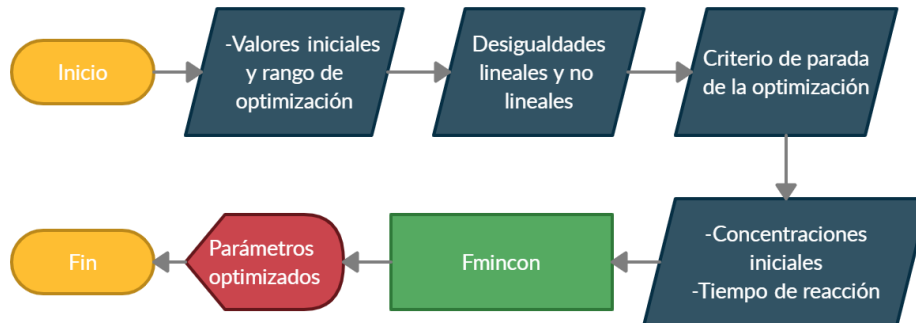 Inicio
-Valores iniciales
y rango de
optimización
Desigualdades
lineales y no
lineales
Criterio de parada
de la optimización
-Concentraciones
iniciales
-Tiempo de reacción
Fmincon
Parámetros
optimizados
Fin